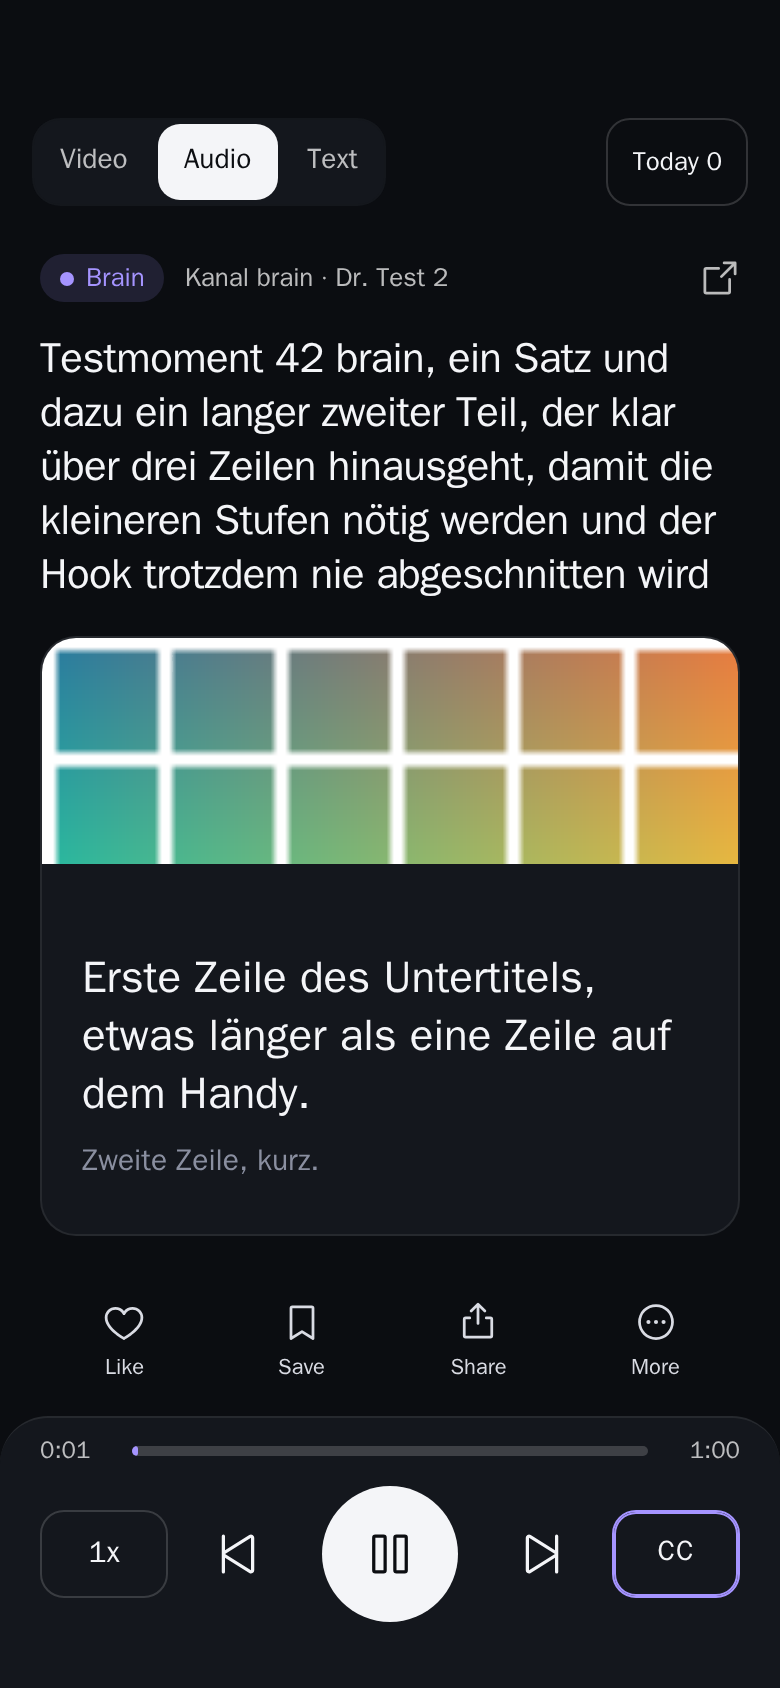 Video Audio Text Today 0
Brain Kanal brain · Dr. Test 2
Testmoment 42 brain, ein Satz und
dazu ein langer zweiter Teil, der klar
über drei Zeilen hinausgeht, damit die
kleineren Stufen nötig werden und der
Hook trotzdem nie abgeschnitten wird
Erste Zeile des Untertitels,
etwas länger als eine Zeile auf
dem Handy.
Zweite Zeile, kurz.
Like Save Share More
0:01 1:00
1x CC